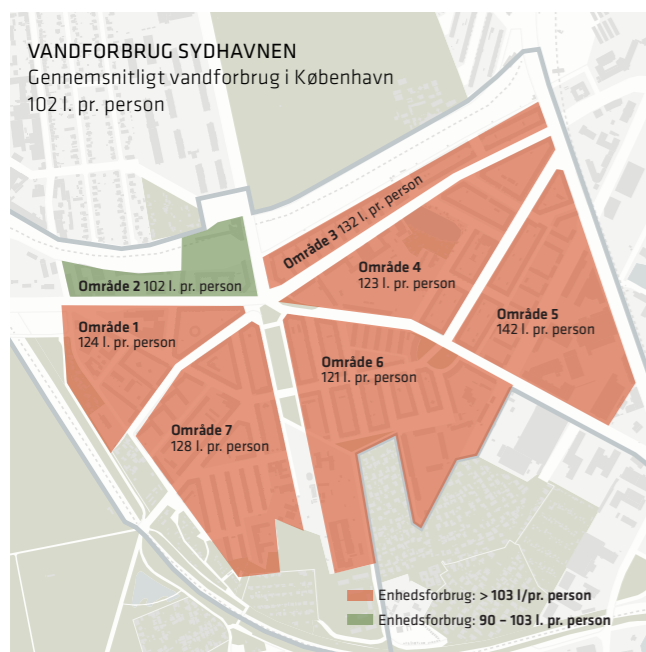 VANDFORBRUG SYDHAVNEN
Gennemsnitligt vandforbrug i København
102 l. pr. person
Område 3 132 l. pr. person
Område 4
123 l. pr. person
Område 2 102 l. pr. person
Område 5
142 l. pr. person
Område 1
124 l. pr. person
Område 6
121 l. pr. person
Område 7
128 l. pr. person
Enhedsforbrug: > 103 l/pr. person
Enhedsforbrug: 90 – 103 l. pr. person